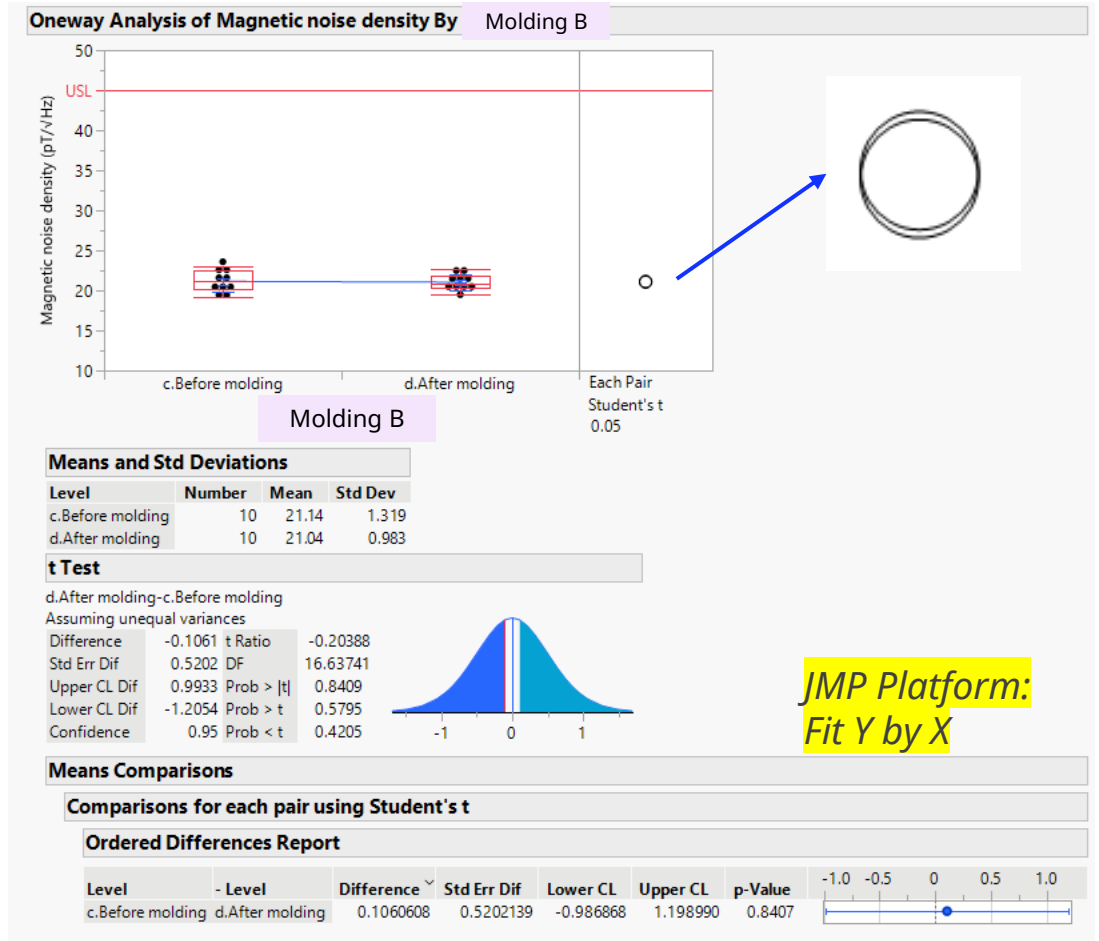 Oneway Analysis of Magnetic noise density By Molding B
50
USL
40
35
30
25
20
15
10
Magnetic noise density (pT/√Hz)
c.Before molding d.After molding
Each Pair
Student's t
0.05
Molding B
Means and Std Deviations
Level Number Mean Std Dev
c.Before molding 10 21.14 1.319
d.After molding 10 21.04 0.983
t Test
d.After molding-c.Before molding
Assuming unequal variances
Difference -0.1061 t Ratio -0.20388
Std Err Dif 0.5202 DF 16.63741
Upper CL Dif 0.9933 Prob > |t| 0.8409
Lower CL Dif -1.2054 Prob > t 0.5795
Confidence 0.95 Prob < t 0.4205
-1 0 1
JMP Platform:
Fit Y by X
Means Comparisons
Comparisons for each pair using Student's t
Ordered Differences Report
Level - Level Difference Std Err Dif Lower CL Upper CL p-Value -1.0 -0.5 0 0.5 1.0
c.Before molding d.After molding 0.1060608 0.5202139 -0.986868 1.198990 0.8407